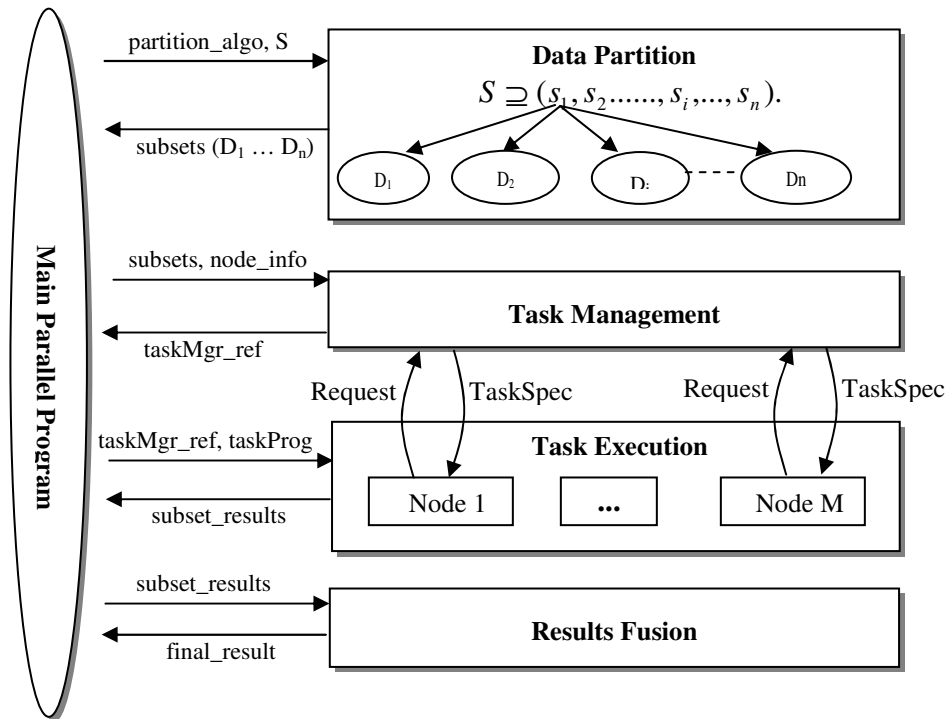 partition_algo, S
Data Partition
S ⊇ (s₁, s₂......, sᵢ,..., sₙ).
subsets (D₁ … Dₙ)
D₁
D₂
Dn
Main Parallel Program
subsets, node_info
Task Management
taskMgr_ref
Request
TaskSpec
Request
TaskSpec
taskMgr_ref, taskProg
Task Execution
Node 1
...
Node M
subset_results
subset_results
Results Fusion
final_result